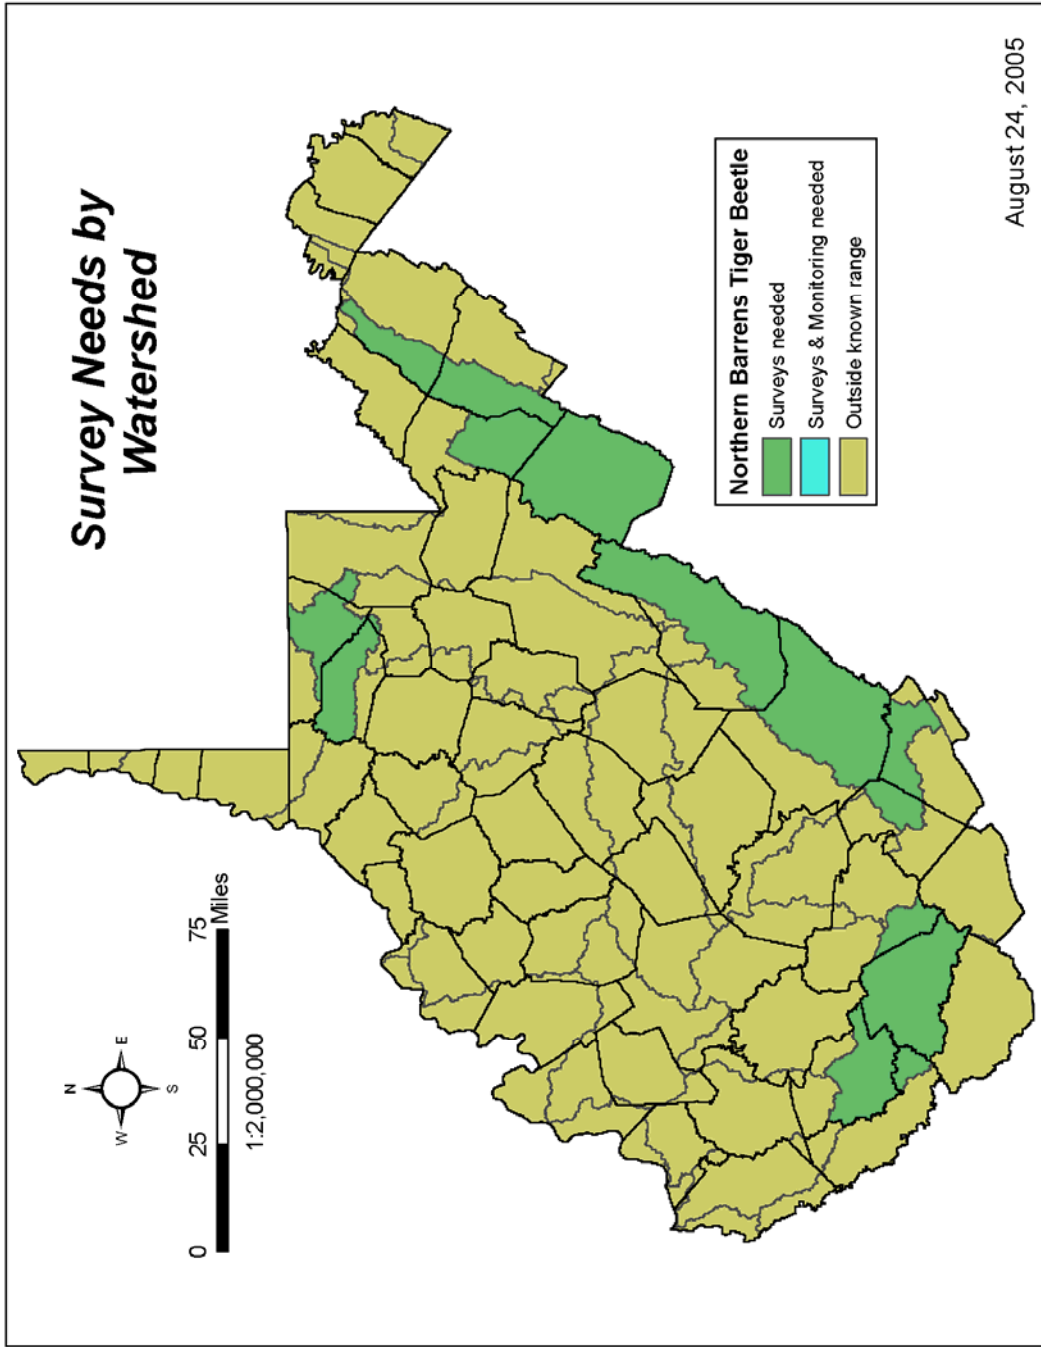 Survey Needs by
Watershed
N
W
E
S
0
25
50
75
Miles
1:2,000,000
Northern Barrens Tiger Beetle
Surveys needed
Surveys & Monitoring needed
Outside known range
August 24, 2005